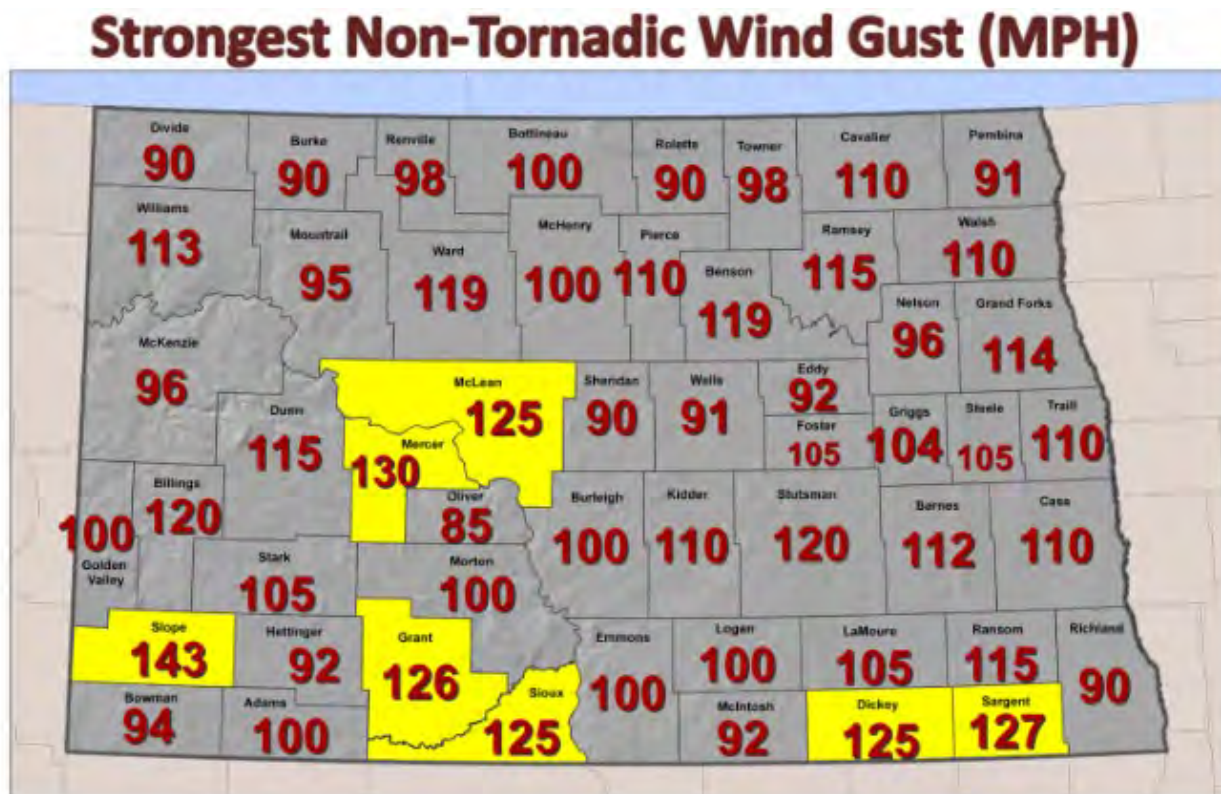 Strongest Non-Tornadic Wind Gust (MPH)
Divide
90
Burke
90
Renville
98
Bottineau
100
Rolette
90
Towner
98
Cavalier
110
Pembina
91
Williams
113
Mountrail
95
Ward
119
McHenry
100
Pierce
110
Benson
119
Ramsey
115
Walsh
110
Nelson
96
Grand Forks
114
McKenzie
96
Dunn
115
McLean
125
Mercer
130
Oliver
85
Sheridan
90
Wells
91
Eddy
92
Foster
105
Griggs
104
Steele
105
Traill
110
Billings
120
100
Golden
Valley
Stark
105
Morton
100
Burleigh
100
Kidder
110
Stutsman
120
Barnes
112
Cass
110
Slope
143
Hettinger
92
Grant
126
Sioux
125
Emmons
100
Logan
100
LaMoure
105
Ransom
115
Richland
90
Bowman
94
Adams
100
McIntosh
92
Dickey
125
Sargent
127